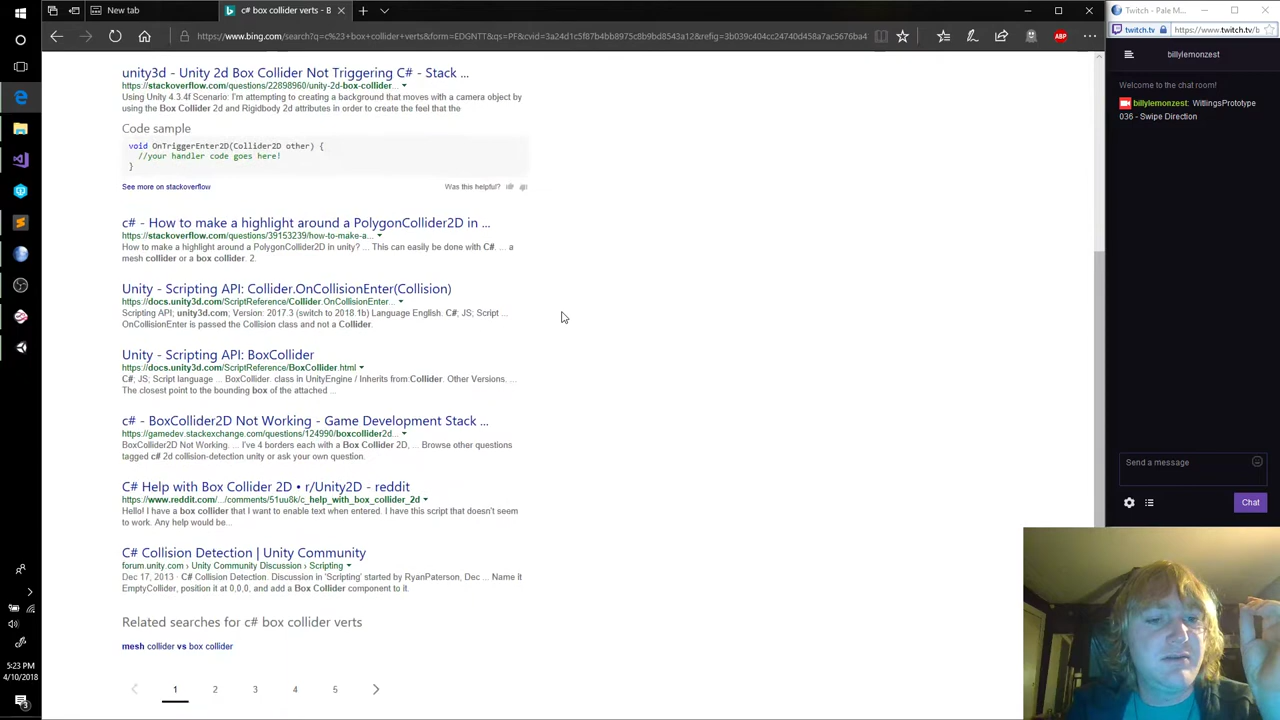 New tab
c# box collider verts - B
Twitch - Pale M...
https://www.bing.com/search?q=c%23+box+collider+verts&form=EDGNTT&qs=PF&cvid=3a24d1c5f87b4bb8975c8b9bd8543a12&refig=3b039c404cc24740d458a7ac5676ba4
ABP
twitch.tv
https://www.twitch.tv/b
unity3d - Unity 2d Box Collider Not Triggering C# - Stack ...
https://stackoverflow.com/questions/22898960/unity-2d-box-collider...
Using Unity 4.3.4f Scenario: I'm attempting to creating a background that moves with a camera object by
using the Box Collider 2d and Rigidbody 2d attributes in order to create the feel that the
Code sample
void OnTriggerEnter2D(Collider2D other) {
//your handler code goes here!
}
See more on stackoverflow
Was this helpful?
c# - How to make a highlight around a PolygonCollider2D in ...
https://stackoverflow.com/questions/39153239/how-to-make-a...
How to make a highlight around a PolygonCollider2D in unity? ... This can easily be done with C#. ... a
mesh collider or a box collider. 2.
Unity - Scripting API: Collider.OnCollisionEnter(Collision)
https://docs.unity3d.com/ScriptReference/Collider.OnCollisionEnter...
Scripting API; unity3d.com, Version: 2017.3 (switch to 2018.1b) Language English. C#; JS; Script ...
OnCollisionEnter is passed the Collision class and not a Collider.
Unity - Scripting API: BoxCollider
https://docs.unity3d.com/ScriptReference/BoxCollider.html
C#; JS; Script language ... BoxCollider. class in UnityEngine / Inherits from:Collider. Other Versions. ...
The closest point to the bounding box of the attached ...
c# - BoxCollider2D Not Working - Game Development Stack ...
https://gamedev.stackexchange.com/questions/124990/boxcollider2d...
BoxCollider2D Not Working. ... I've 4 borders each with a Box Collider 2D, ... Browse other questions
tagged c# 2d collision-detection unity or ask your own question.
C# Help with Box Collider 2D • r/Unity2D - reddit
https://www.reddit.com/.../comments/51uu8k/c_help_with_box_collider_2d
Hello! I have a box collider that I want to enable text when entered. I have this script that doesn't seem
to work. Any help would be...
C# Collision Detection | Unity Community
forum.unity.com › Unity Community Discussion › Scripting
Dec 17, 2013 · C# Collision Detection. Discussion in 'Scripting' started by RyanPaterson, Dec ... Name it
EmptyCollider, position it at 0,0,0, and add a Box Collider component to it.
Related searches for c# box collider verts
mesh collider vs box collider
1 2 3 4 5
billylemonzest
Welcome to the chat room!
billylemonzest: WitlingsPrototype
036 - Swipe Direction
Send a message
Chat
5:23 PM
4/10/2018
3